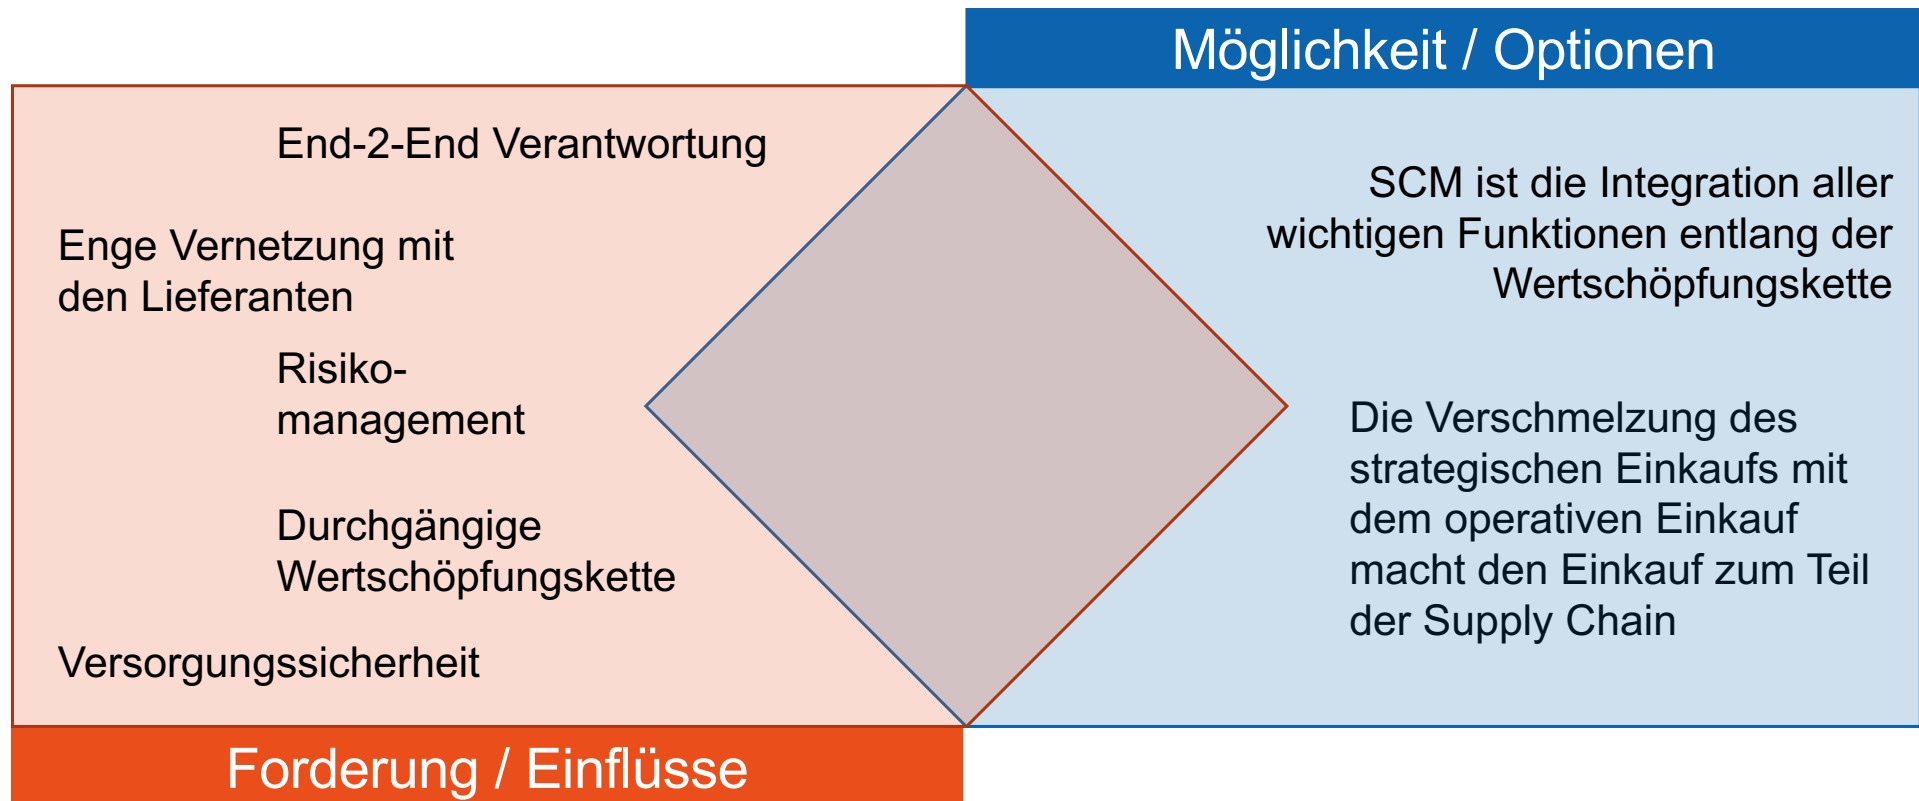 Möglichkeit / Optionen
End-2-End Verantwortung
Enge Vernetzung mit
den Lieferanten
Risiko-
management
Durchgängige
Wertschöpfungskette
Versorgungssicherheit
SCM ist die Integration aller
wichtigen Funktionen entlang der
Wertschöpfungskette
Die Verschmelzung des
strategischen Einkaufs mit
dem operativen Einkauf
macht den Einkauf zum Teil
der Supply Chain
Forderung / Einflüsse